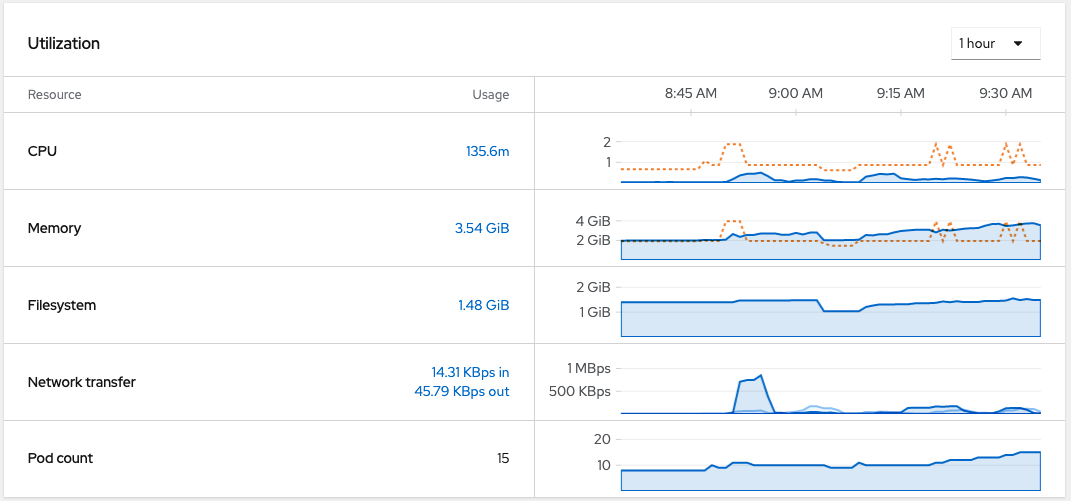 Utilization
1 hour
Resource
Usage
8:45 AM
9:00 AM
9:15 AM
9:30 AM
CPU
135.6m
2
1
Memory
3.54 GiB
4 GiB
2 GiB
Filesystem
1.48 GiB
2 GiB
1 GiB
Network transfer
14.31 KBps in
45.79 KBps out
1 MBps
500 KBps
Pod count
15
20
10